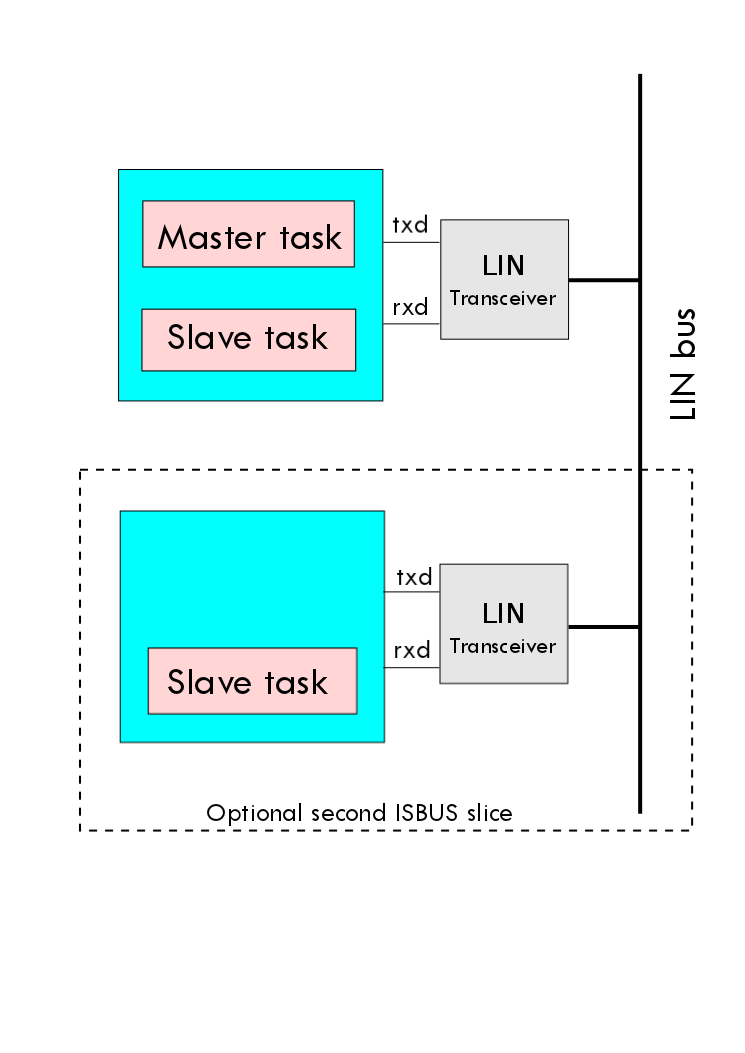 Master task
txd
LIN
Transceiver
rxd
Slave task
LIN bus
txd
LIN
Transceiver
rxd
Slave task
Optional second ISBUS slice